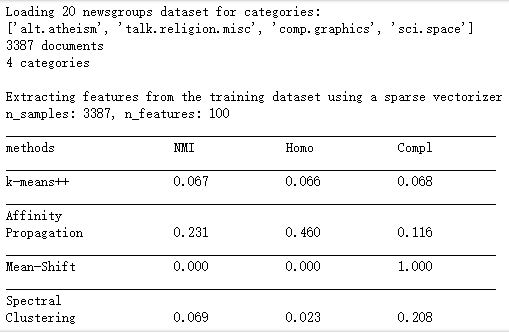 Loading 20 newsgroups dataset for categories:
['alt.atheism', 'talk.religion.misc', 'comp.graphics', 'sci.space']
3387 documents
4 categories
Extracting features from the training dataset using a sparse vectorizer
n_samples: 3387, n_features: 100
methods NMI Homo Compl
k-means++ 0.067 0.066 0.068
Affinity
Propagation 0.231 0.460 0.116
Mean-Shift 0.000 0.000 1.000
Spectral
Clustering 0.069 0.023 0.208